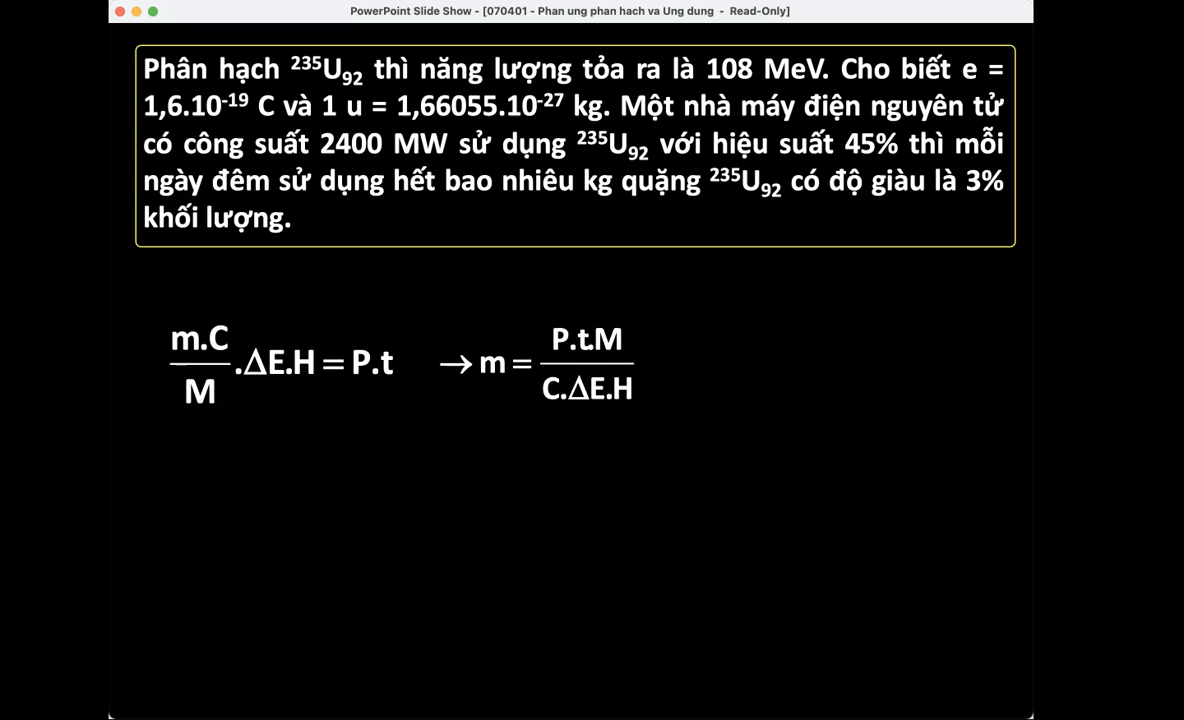 PowerPoint Slide Show - [070401 - Phan ung phan hach va Ung dung - Read-Only]
Phân hạch ²³⁵U₉₂ thì năng lượng tỏa ra là 108 MeV. Cho biết e =
1,6.10⁻¹⁹ C và 1 u = 1,66055.10⁻²⁷ kg. Một nhà máy điện nguyên tử
có công suất 2400 MW sử dụng ²³⁵U₉₂ với hiệu suất 45% thì mỗi
ngày đêm sử dụng hết bao nhiêu kg quặng ²³⁵U₉₂ có độ giàu là 3%
khối lượng.
m.C/M .ΔE.H = P.t → m = P.t.M/C.ΔE.H